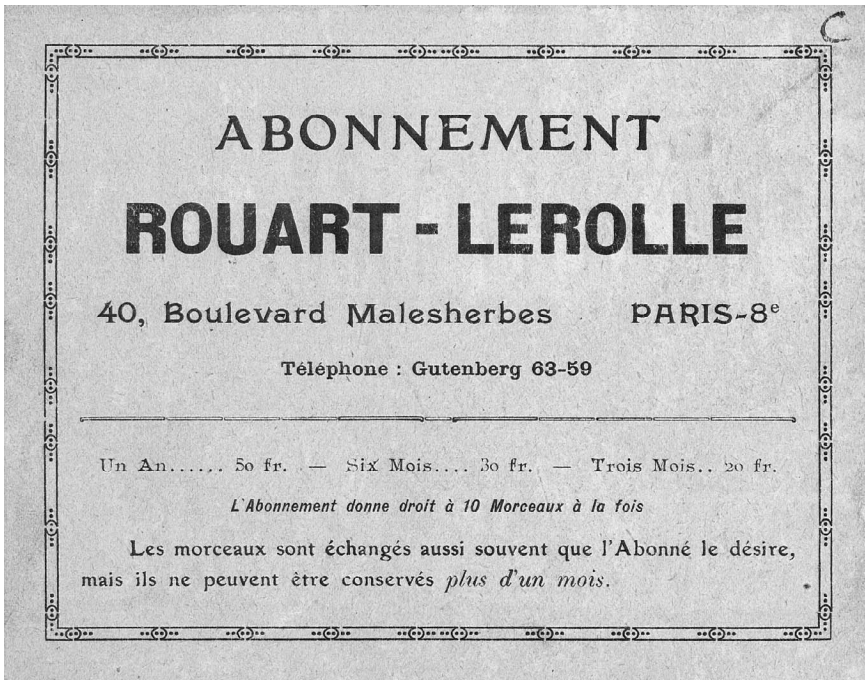 C
ABONNEMENT
ROUART - LEROLLE
40, Boulevard Malesherbes PARIS-8e
Téléphone : Gutenberg 63-59
Un An...... 50 fr. — Six Mois.... 30 fr. — Trois Mois.. 20 fr.
L'Abonnement donne droit à 10 Morceaux à la fois
Les morceaux sont échangés aussi souvent que l'Abonné le désire,
mais ils ne peuvent être conservés plus d'un mois.